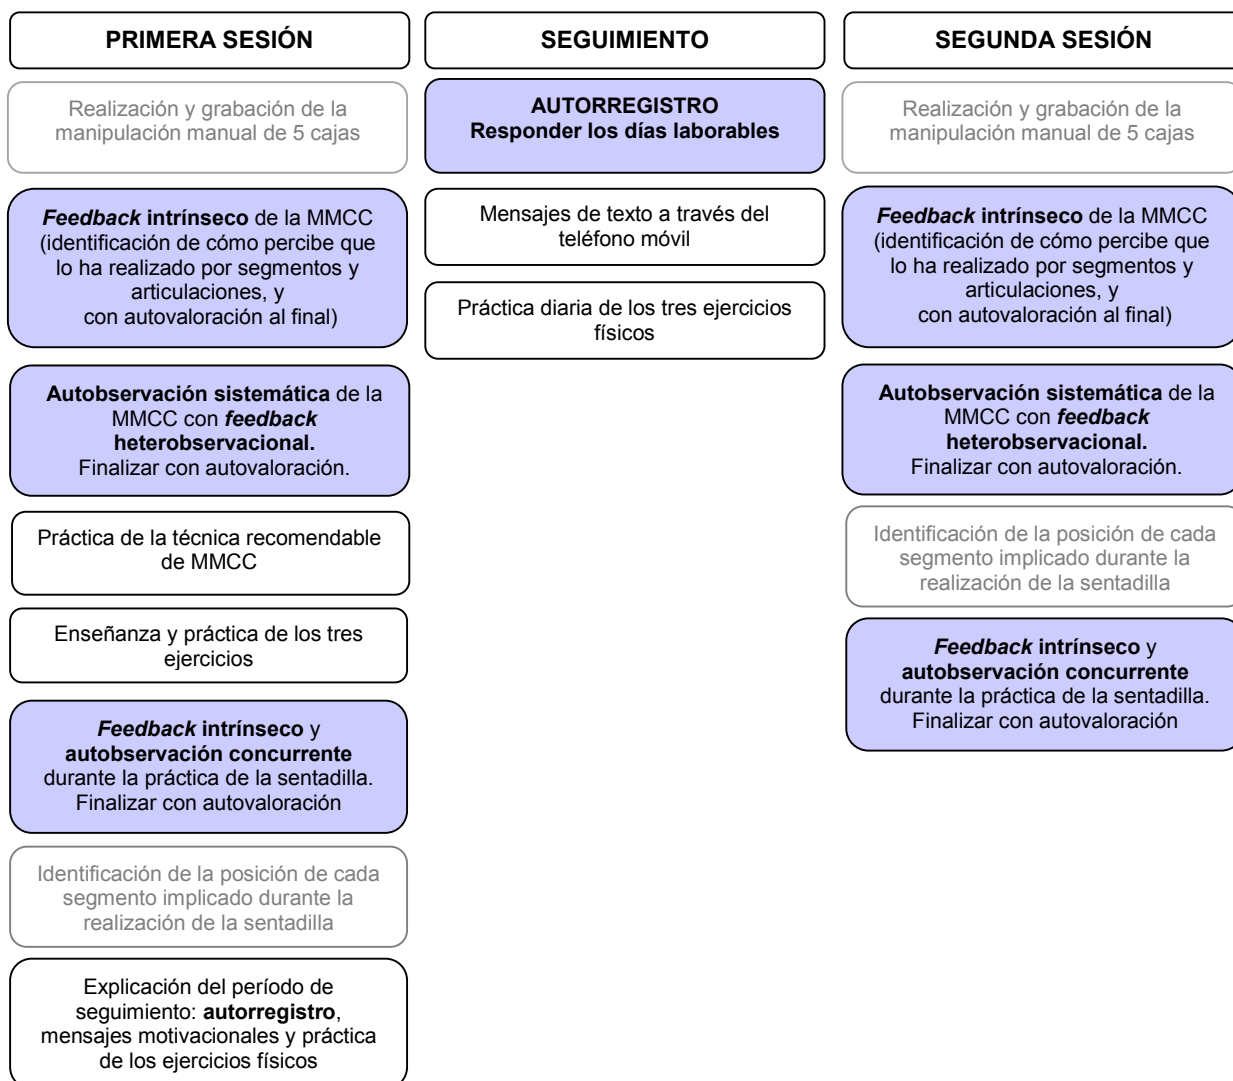 PRIMERA SESIÓN
Realización y grabación de la
manipulación manual de 5 cajas
Feedback intrínseco de la MMCC
(identificación de cómo percibe que
lo ha realizado por segmentos y
articulaciones, y
con autovaloración al final)
Autobservación sistemática de la
MMCC con feedback
heterobservacional.
Finalizar con autovaloración.
Práctica de la técnica recomendable
de MMCC
Enseñanza y práctica de los tres
ejercicios
Feedback intrínseco y
autobservación concurrente
durante la práctica de la sentadilla.
Finalizar con autovaloración
Identificación de la posición de cada
segmento implicado durante la
realización de la sentadilla
Explicación del período de
seguimiento: autorregistro,
mensajes motivacionales y práctica
de los ejercicios físicos
SEGUIMIENTO
AUTORREGISTRO
Responder los días laborables
Mensajes de texto a través del
teléfono móvil
Práctica diaria de los tres ejercicios
físicos
SEGUNDA SESIÓN
Realización y grabación de la
manipulación manual de 5 cajas
Feedback intrínseco de la MMCC
(identificación de cómo percibe que
lo ha realizado por segmentos y
articulaciones, y
con autovaloración al final)
Autobservación sistemática de la
MMCC con feedback
heterobservacional.
Finalizar con autovaloración.
Identificación de la posición de cada
segmento implicado durante la
realización de la sentadilla
Feedback intrínseco y
autobservación concurrente
durante la práctica de la sentadilla.
Finalizar con autovaloración